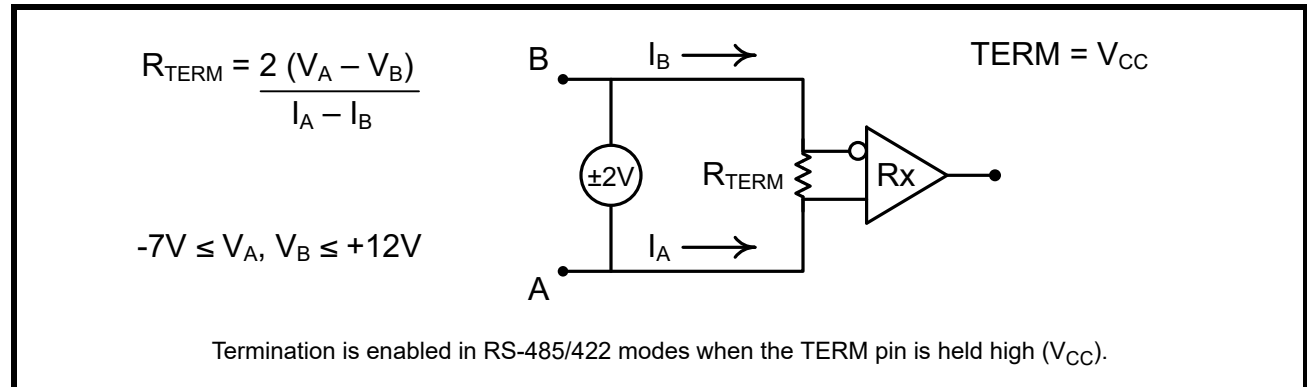 R_TERM = 2 (V_A – V_B)
I_A – I_B
-7V ≤ V_A, V_B ≤ +12V
B
I_B
±2V
R_TERM
Rx
I_A
A
TERM = V_CC
Termination is enabled in RS-485/422 modes when the TERM pin is held high (V_CC).